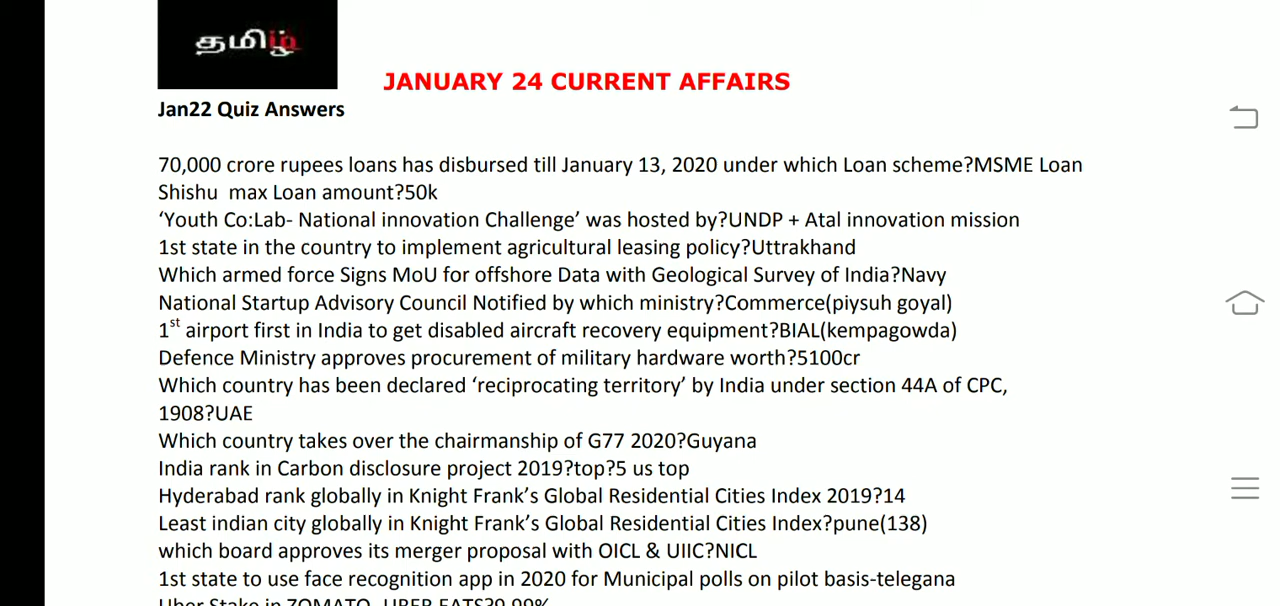 தமிழ்
JANUARY 24 CURRENT AFFAIRS
Jan22 Quiz Answers
70,000 crore rupees loans has disbursed till January 13, 2020 under which Loan scheme?MSME Loan
Shishu  max Loan amount?50k
‘Youth Co:Lab- National innovation Challenge’ was hosted by?UNDP + Atal innovation mission
1st state in the country to implement agricultural leasing policy?Uttrakhand
Which armed force Signs MoU for offshore Data with Geological Survey of India?Navy
National Startup Advisory Council Notified by which ministry?Commerce(piysuh goyal)
1st airport first in India to get disabled aircraft recovery equipment?BIAL(kempagowda)
Defence Ministry approves procurement of military hardware worth?5100cr
Which country has been declared ‘reciprocating territory’ by India under section 44A of CPC,
1908?UAE
Which country takes over the chairmanship of G77 2020?Guyana
India rank in Carbon disclosure project 2019?top?5 us top
Hyderabad rank globally in Knight Frank’s Global Residential Cities Index 2019?14
Least indian city globally in Knight Frank’s Global Residential Cities Index?pune(138)
which board approves its merger proposal with OICL & UIIC?NICL
1st state to use face recognition app in 2020 for Municipal polls on pilot basis-telegana
Uber Stake in ZOMATO- UBER EATS?9.99%